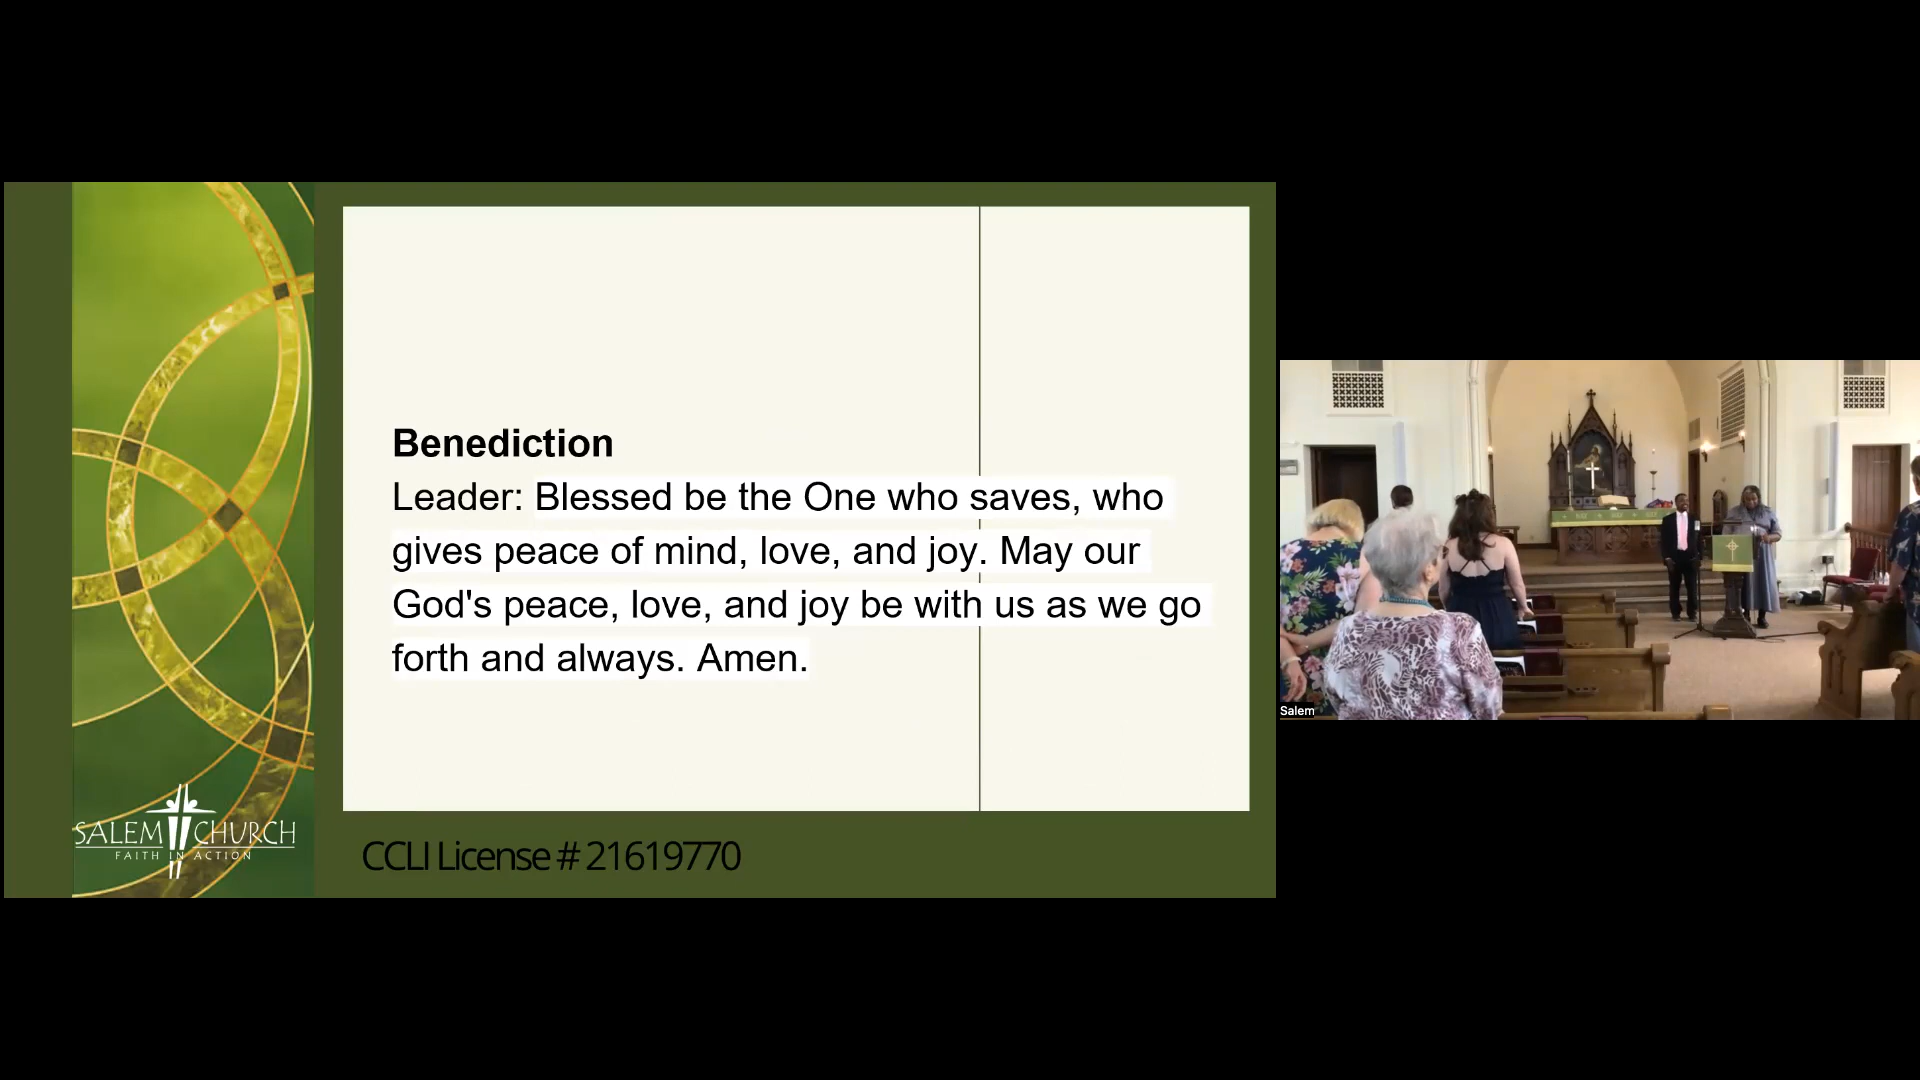 Benediction
Leader: Blessed be the One who saves, who
gives peace of mind, love, and joy. May our
God's peace, love, and joy be with us as we go
forth and always. Amen.
SALEM CHURCH
FAITH IN ACTION
CCLI License # 21619770
Salem